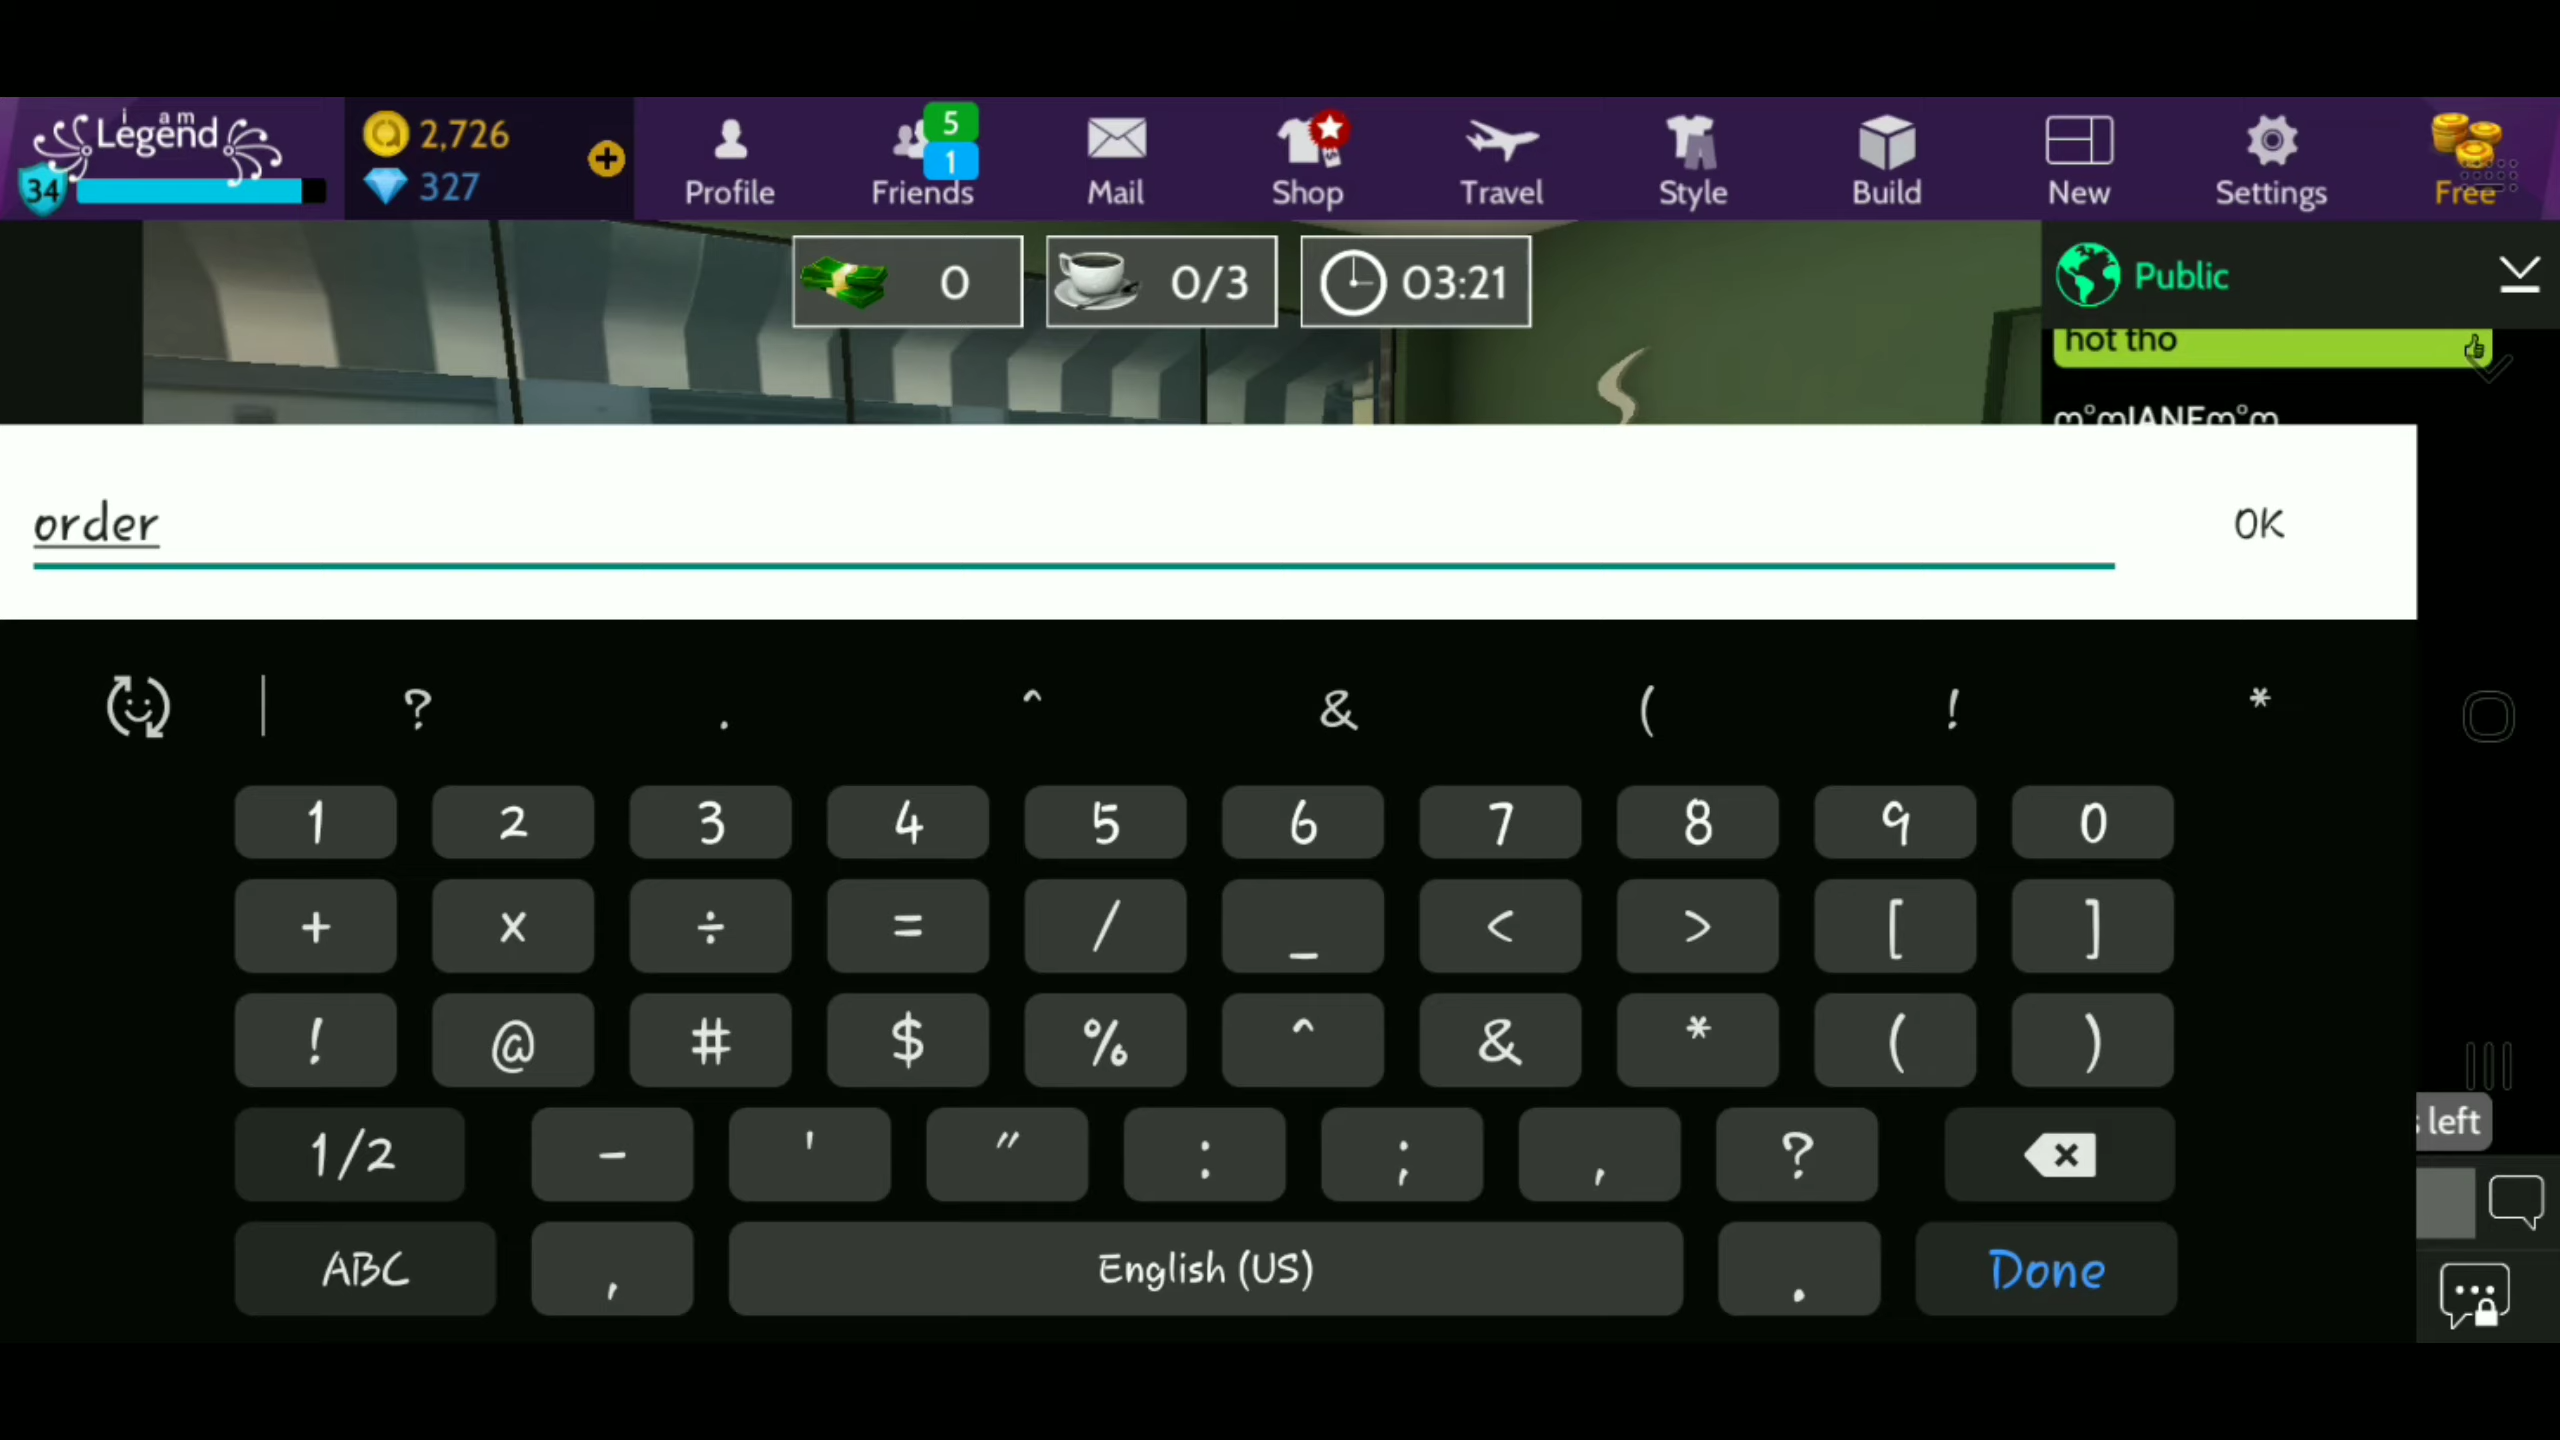 i am
Legend
34
2,726
327
Profile
5
1
Friends
Mail
Shop
Travel
Style
Build
New
Settings
Free
0
0/3
03:21
Public
hot tho
ო°ოJANEო°ო
order
OK
? . ^ & ( ! *
1 2 3 4 5 6 7 8 9 0
+ × ÷ = / _ < > [ ]
! @ # $ % ^ & * ( )
1/2 - ' " : ; , ?
ABC , English (US) . Done
left